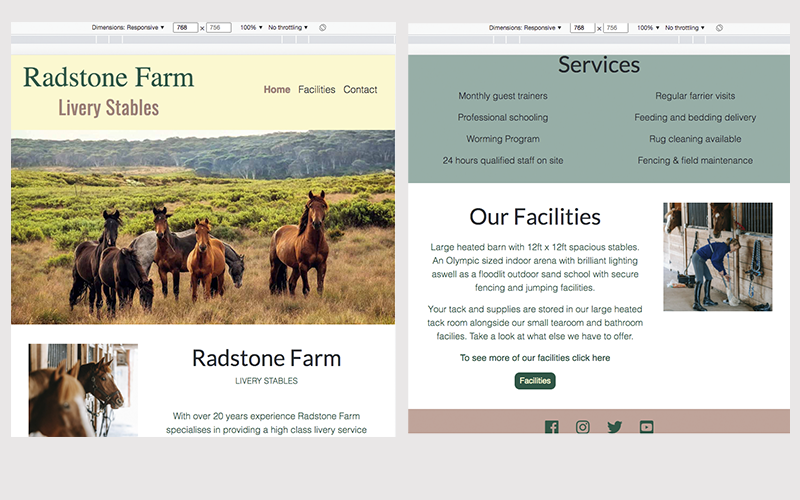 Dimensions: Responsive ▼ 768 × 756 100% ▼ No throttling ▼
Radstone Farm
Livery Stables
Home Facilities Contact
Radstone Farm
LIVERY STABLES
With over 20 years experience Radstone Farm
specialises in providing a high class livery service
Dimensions: Responsive ▼ 768 × 756 100% ▼ No throttling ▼
Services
Monthly guest trainers Regular farrier visits
Professional schooling Feeding and bedding delivery
Worming Program Rug cleaning available
24 hours qualified staff on site Fencing & field maintenance
Our Facilities
Large heated barn with 12ft x 12ft spacious stables.
An Olympic sized indoor arena with brilliant lighting
aswell as a floodlit outdoor sand school with secure
fencing and jumping facilities.
Your tack and supplies are stored in our large heated
tack room alongside our small tearoom and bathroom
facilies. Take a look at what else we have to offer.
To see more of our facilities click here
Facilities